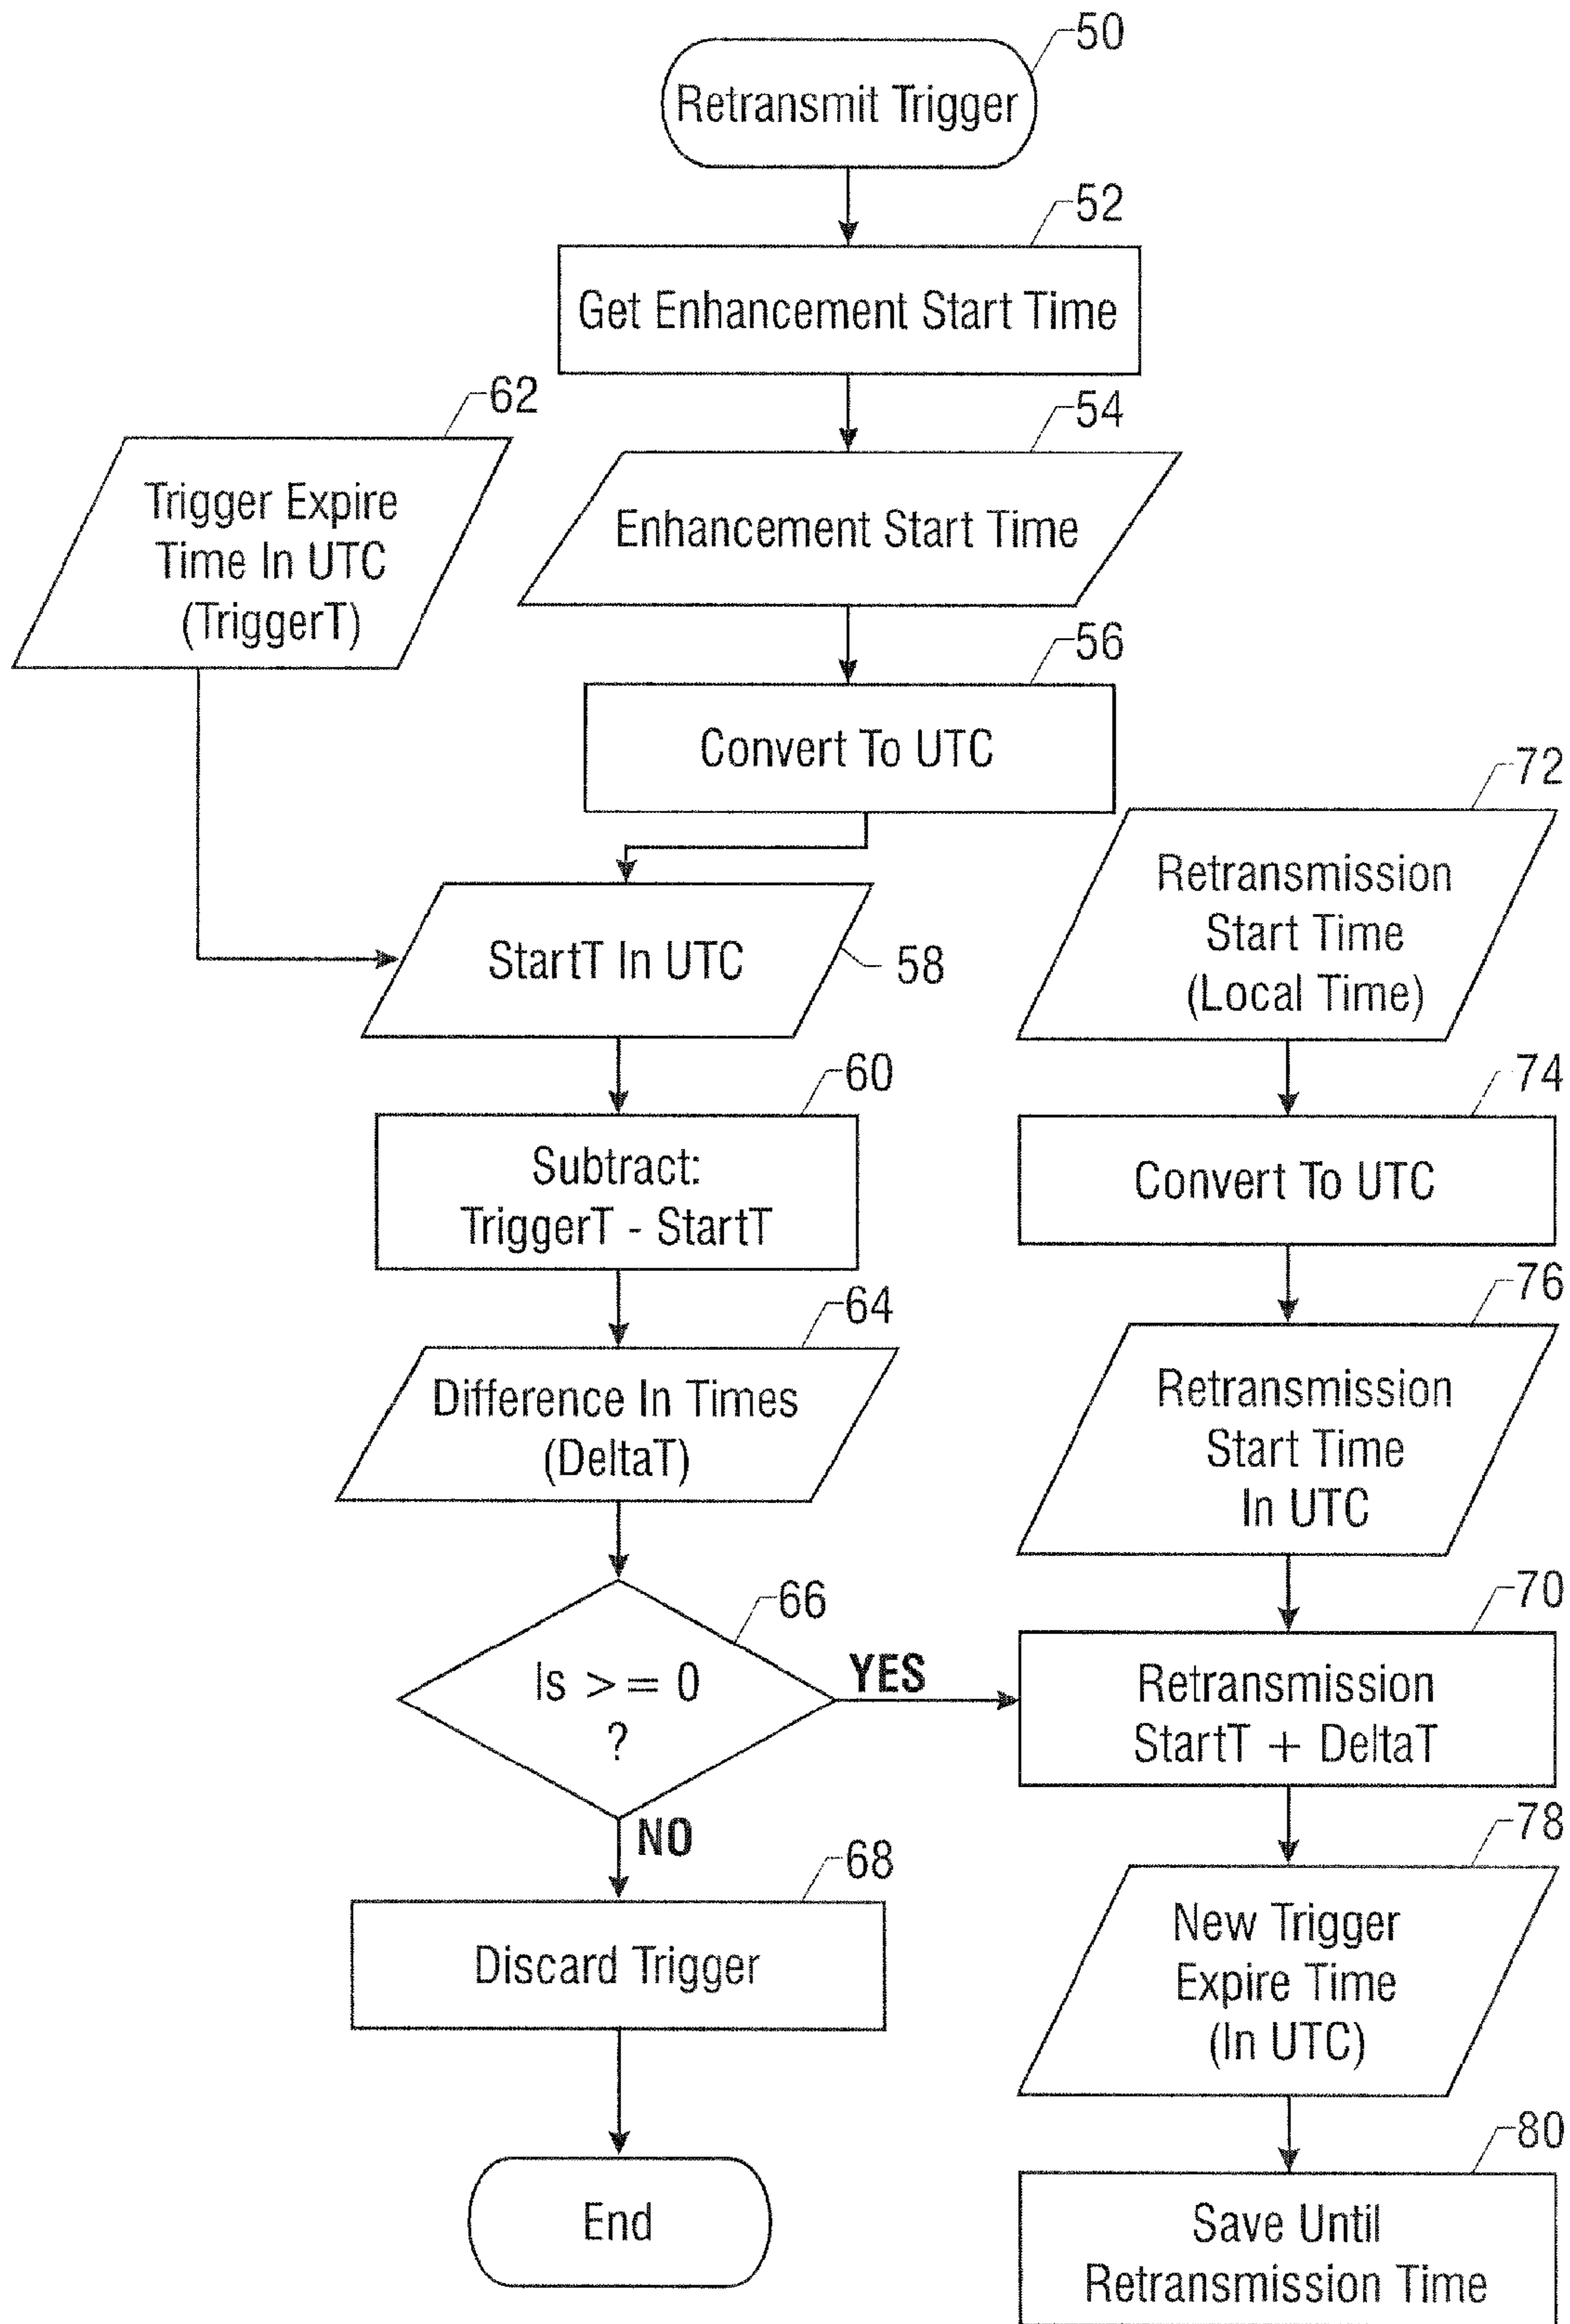 50
Retransmit Trigger
52
Get Enhancement Start Time
54
Enhancement Start Time
62
Trigger Expire
Time In UTC
(TriggerT)
56
Convert To UTC
StartT In UTC
58
60
Subtract:
TriggerT - StartT
64
Difference In Times
(DeltaT)
66
Is >= 0
?
YES
NO
68
Discard Trigger
End
72
Retransmission
Start Time
(Local Time)
74
Convert To UTC
76
Retransmission
Start Time
In UTC
70
Retransmission
StartT + DeltaT
78
New Trigger
Expire Time
(In UTC)
80
Save Until
Retransmission Time